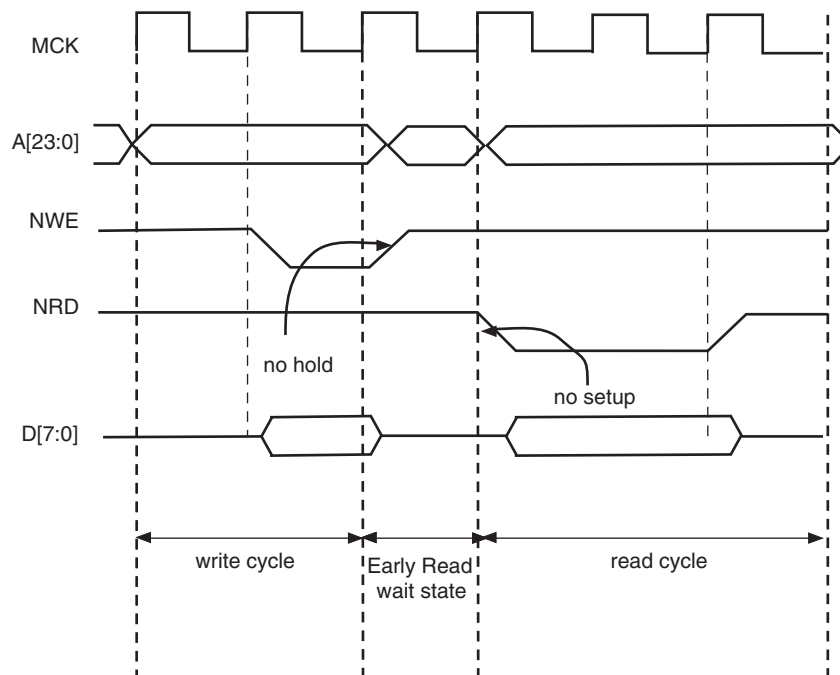 MCK
A[23:0]
NWE
NRD
no hold
no setup
D[7:0]
write cycle
Early Read
wait state
read cycle